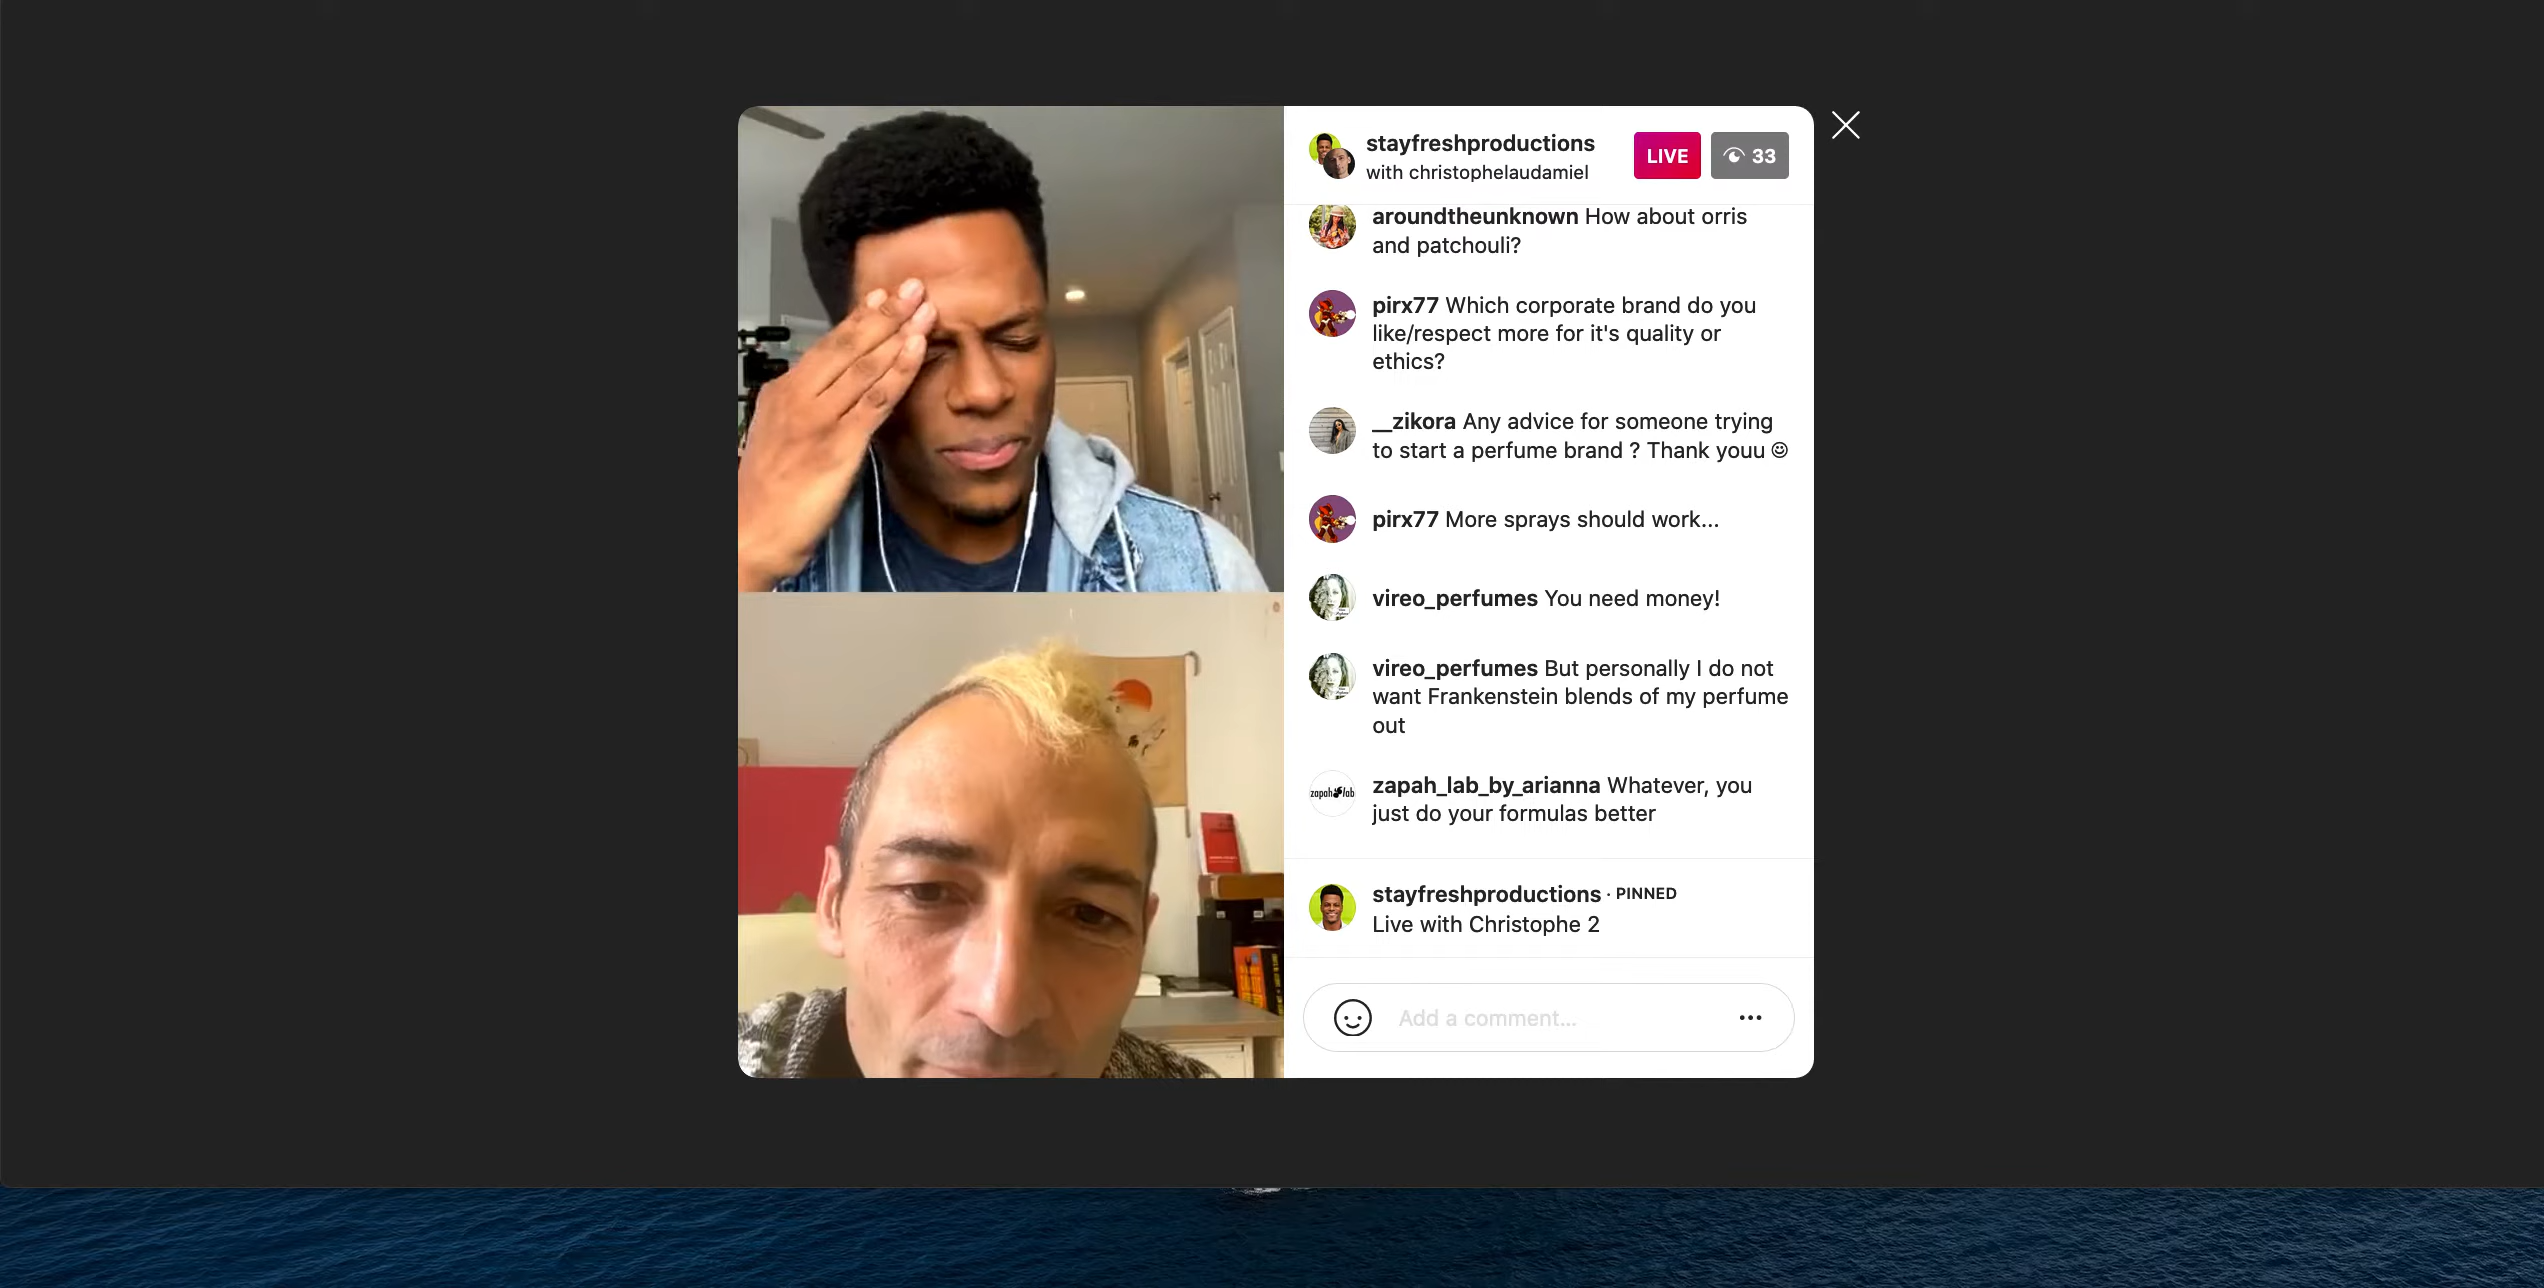 stayfreshproductions
with christophelaudamiel
LIVE
33
aroundtheunknown How about orris
and patchouli?
pirx77 Which corporate brand do you
like/respect more for it's quality or
ethics?
__zikora Any advice for someone trying
to start a perfume brand ? Thank youu ☺
pirx77 More sprays should work...
vireo_perfumes You need money!
vireo_perfumes But personally I do not
want Frankenstein blends of my perfume
out
zapah lab
zapah_lab_by_arianna Whatever, you
just do your formulas better
stayfreshproductions · PINNED
Live with Christophe 2
Add a comment...